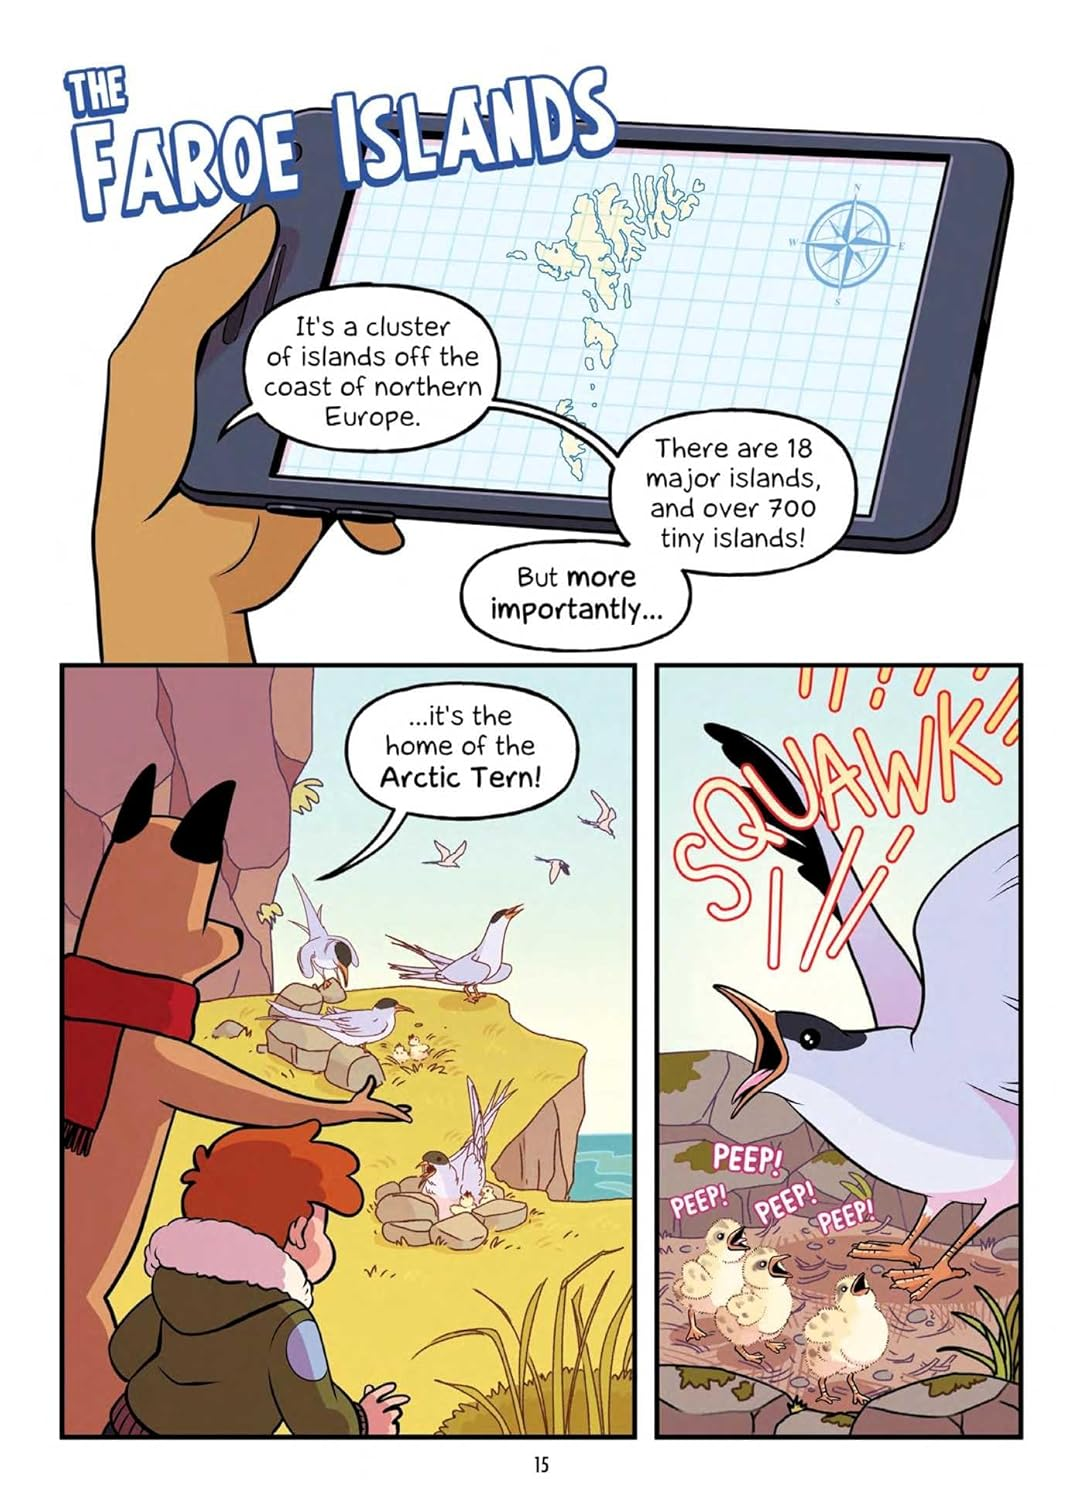 THE
FAROE ISLANDS
N
W E
S
It's a cluster
of islands off the
coast of northern
Europe.
There are 18
major islands,
and over 700
tiny islands!
But more
importantly...
...it's the
home of the
Arctic Tern!
SQUAWK
PEEP!
PEEP!
PEEP!
PEEP!
15